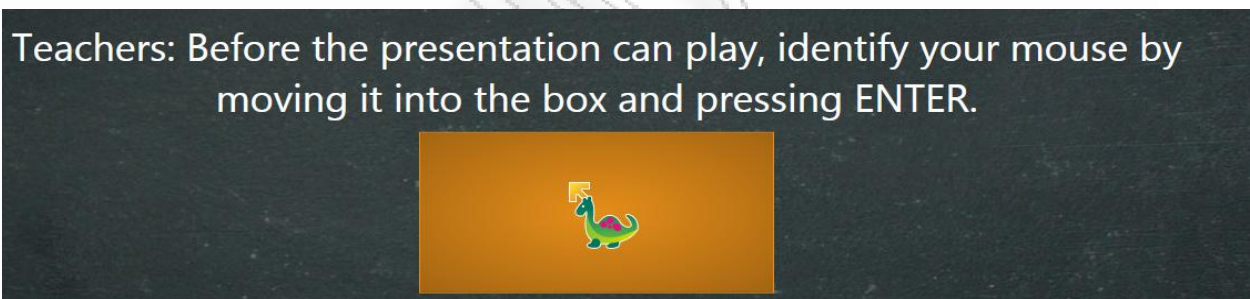 Teachers: Before the presentation can play, identify your mouse by
moving it into the box and pressing ENTER.